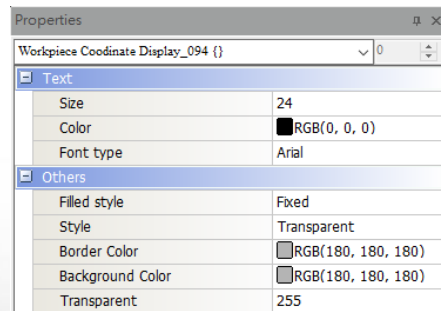 Properties
Workpiece Coodinate Display_094 {} 0
Text
Size 24
Color RGB(0, 0, 0)
Font type Arial
Others
Filled style Fixed
Style Transparent
Border Color RGB(180, 180, 180)
Background Color RGB(180, 180, 180)
Transparent 255